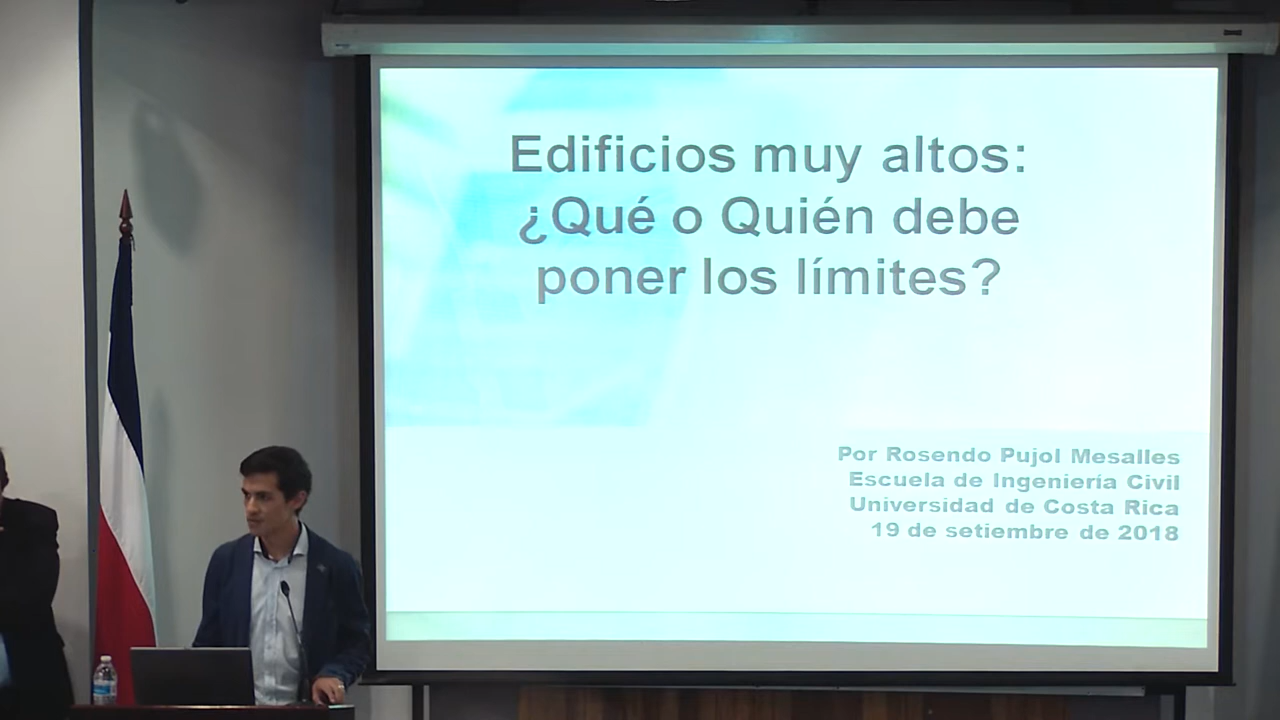 Edificios muy altos:
¿Qué o Quién debe
poner los límites?
Por Rosendo Pujol Mesalles
Escuela de Ingeniería Civil
Universidad de Costa Rica
19 de setiembre de 2018